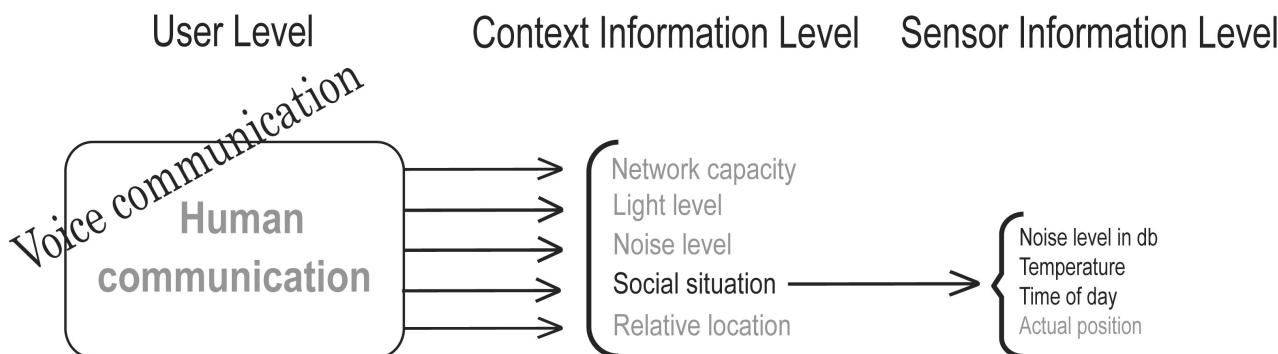 User Level
Context Information Level
Sensor Information Level
Voice communication
Human
communication
Network capacity
Light level
Noise level
Social situation
Relative location
Noise level in db
Temperature
Time of day
Actual position